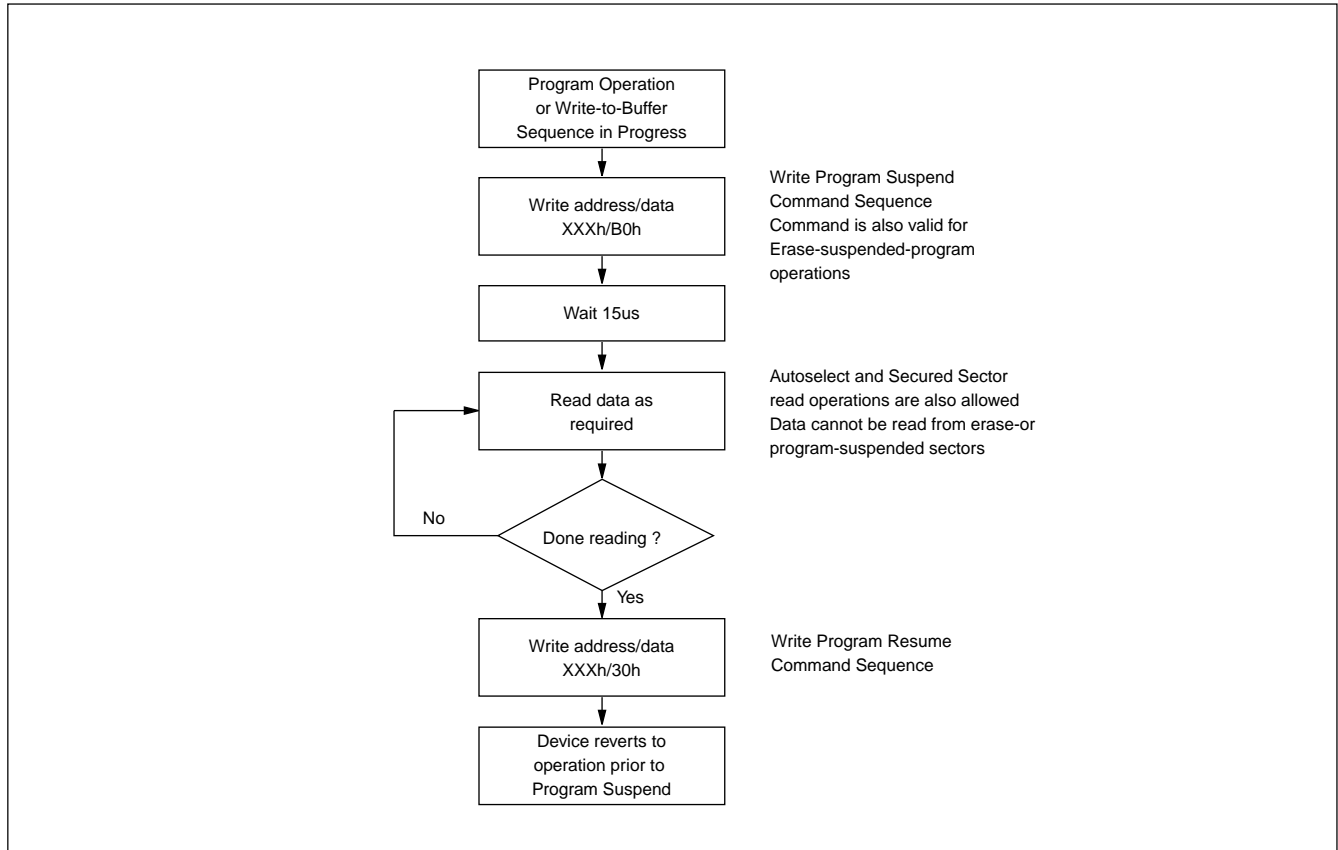 Program Operation
or Write-to-Buffer
Sequence in Progress
Write address/data
XXXh/B0h
Write Program Suspend
Command Sequence
Command is also valid for
Erase-suspended-program
operations
Wait 15us
Read data as
required
Autoselect and Secured Sector
read operations are also allowed
Data cannot be read from erase-or
program-suspended sectors
No
Done reading ?
Yes
Write address/data
XXXh/30h
Write Program Resume
Command Sequence
Device reverts to
operation prior to
Program Suspend